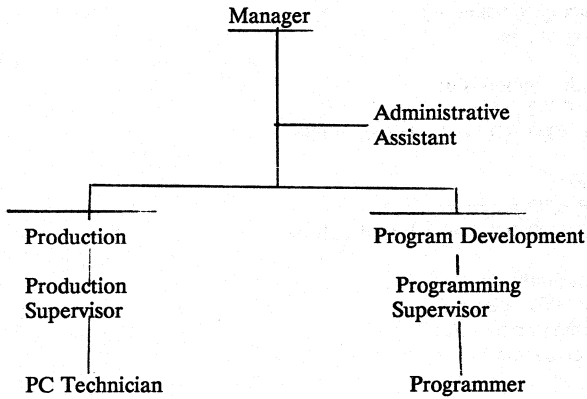 Manager
Administrative
Assistant
Production
Program Development
Production
Supervisor
Programming
Supervisor
PC Technician
Programmer